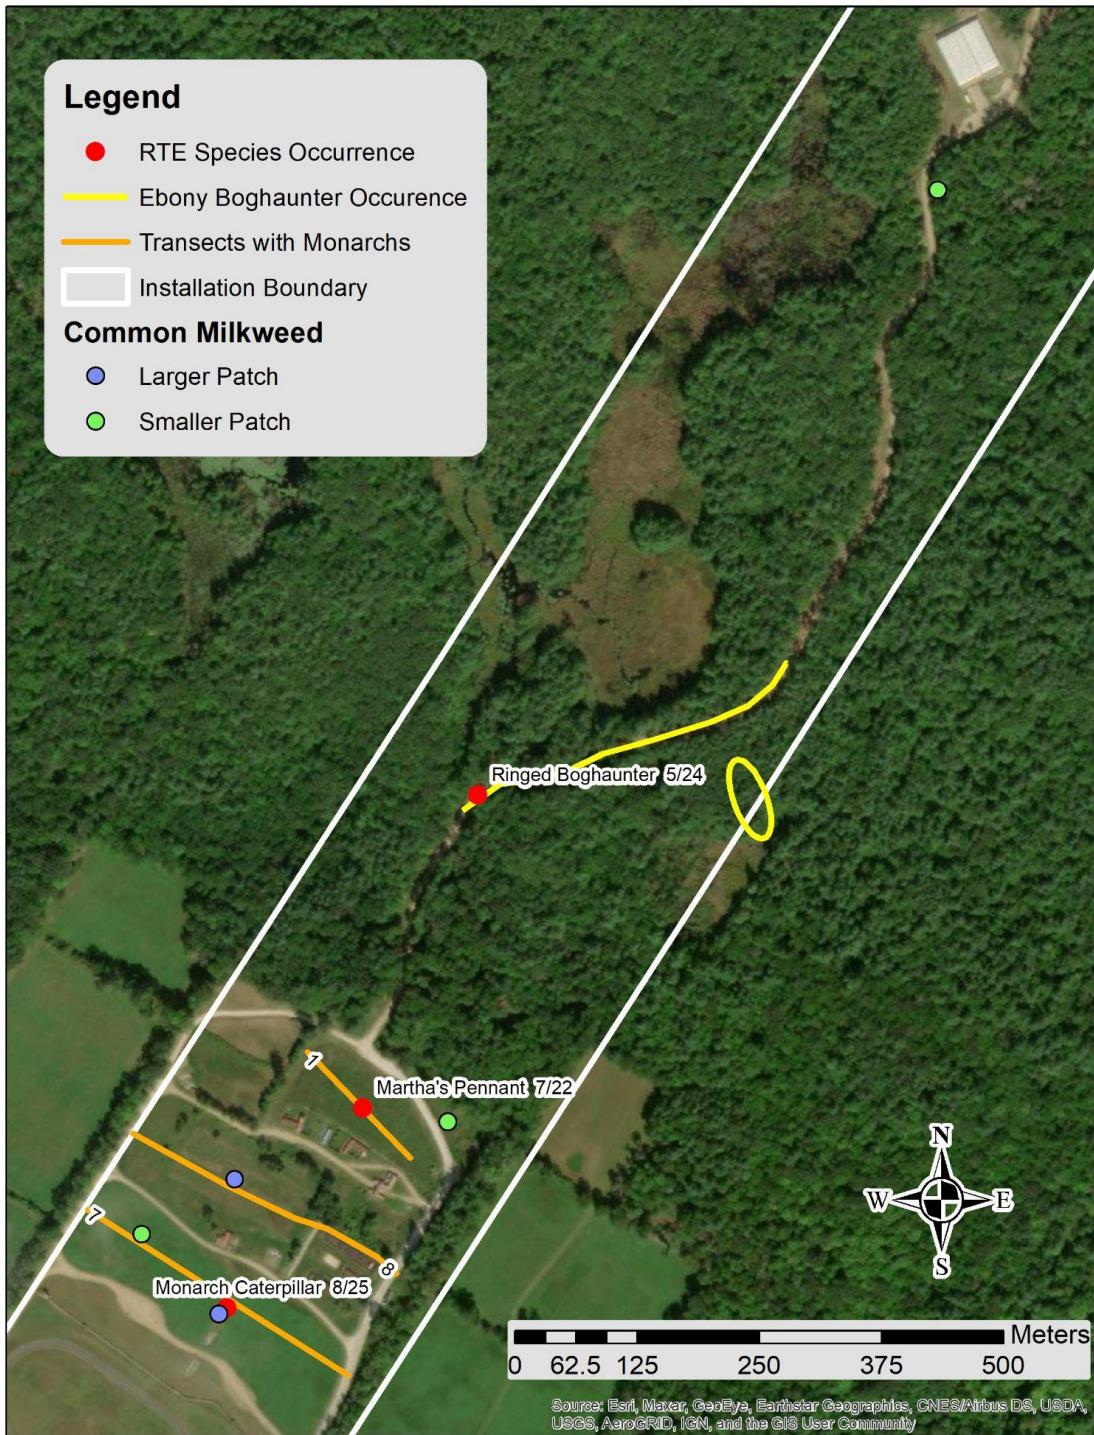 Legend
RTE Species Occurrence
Ebony Boghaunter Occurence
Transects with Monarchs
Installation Boundary
Common Milkweed
Larger Patch
Smaller Patch
Ringed Boghaunter 5/24
1
Martha's Pennant 7/22
7
8
Monarch Caterpillar 8/25
N
W
E
S
Meters
0 62.5 125 250 375 500
Source: Esri, Maxar, GeoEye, Earthstar Geographics, CNES/Airbus DS, USDA,
USGS, AeroGRID, IGN, and the GIS User Community